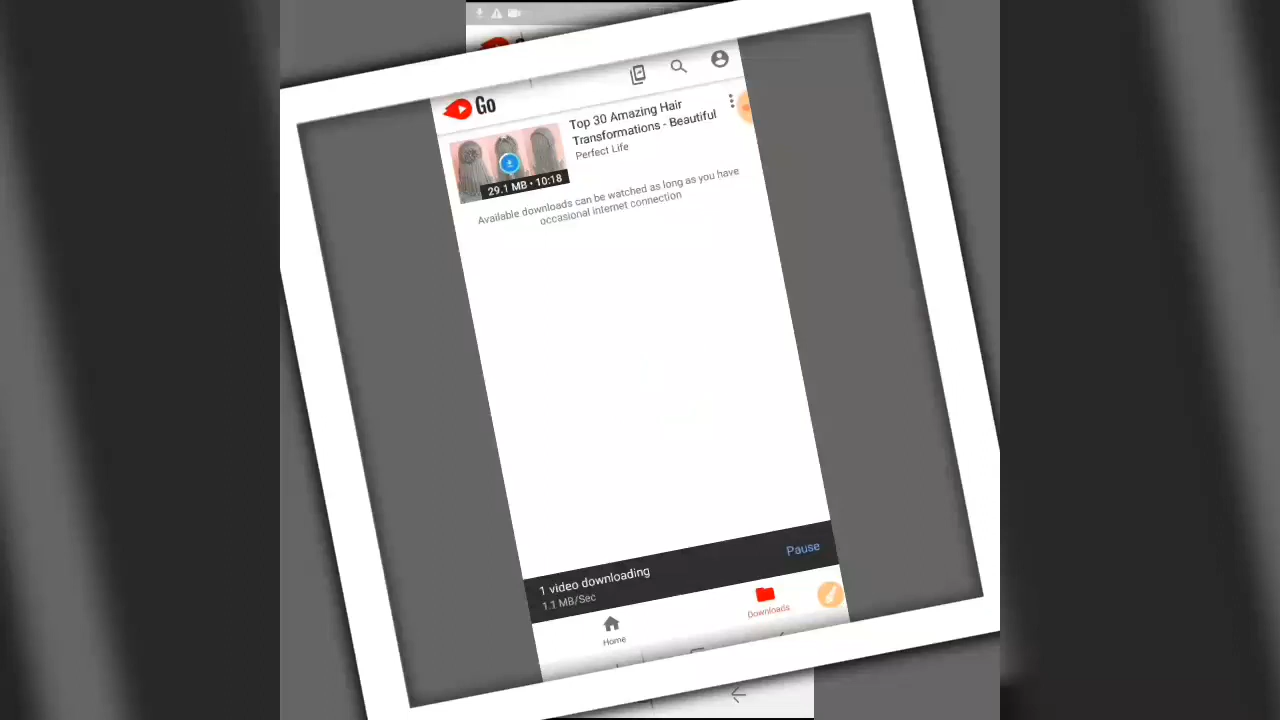 Go
Top 30 Amazing Hair
Transformations - Beautiful
Perfect Life
29.1 MB • 10:18
Available downloads can be watched as long as you have
occasional internet connection
1 video downloading
1.1 MB/Sec
Pause
Home
Downloads